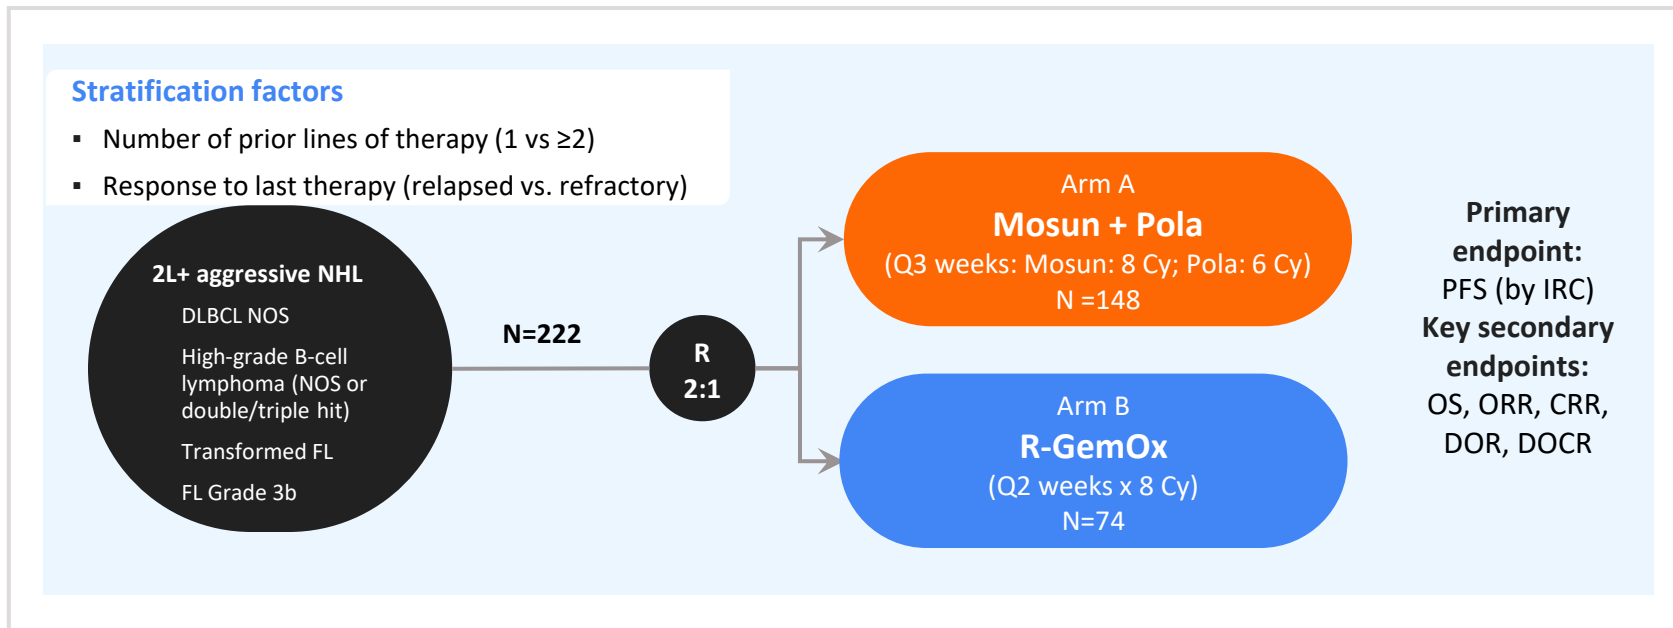 Stratification factors
▪ Number of prior lines of therapy (1 vs ≥2)
▪ Response to last therapy (relapsed vs. refractory)
2L+ aggressive NHL
DLBCL NOS
High-grade B-cell
lymphoma (NOS or
double/triple hit)
Transformed FL
FL Grade 3b
N=222
R
2:1
Arm A
Mosun + Pola
(Q3 weeks: Mosun: 8 Cy; Pola: 6 Cy)
N =148
Arm B
R-GemOx
(Q2 weeks x 8 Cy)
N=74
Primary
endpoint:
PFS (by IRC)
Key secondary
endpoints:
OS, ORR, CRR,
DOR, DOCR